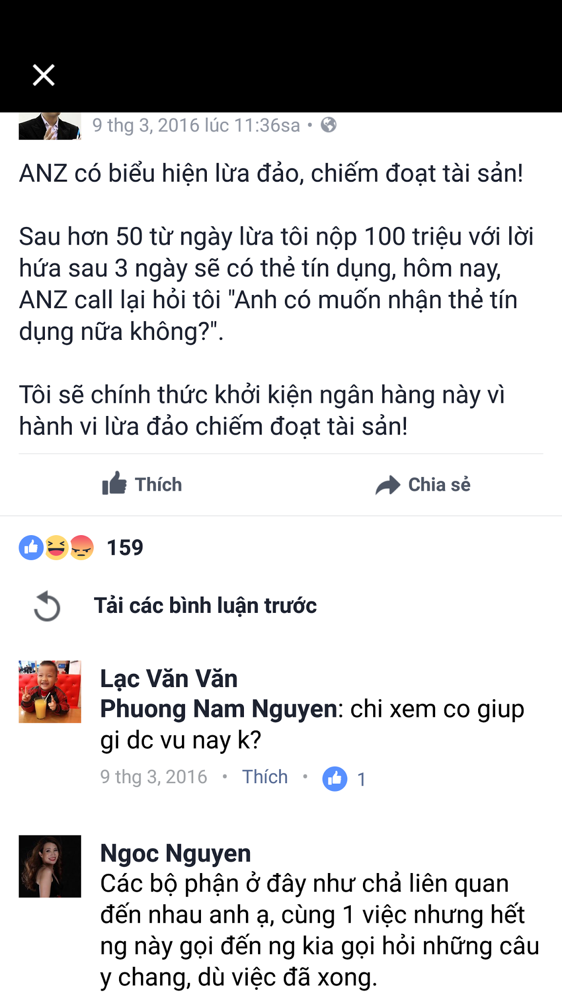 9 thg 3, 2016 lúc 11:36sa •
ANZ có biểu hiện lừa đảo, chiếm đoạt tài sản!
Sau hơn 50 từ ngày lừa tôi nộp 100 triệu với lời
hứa sau 3 ngày sẽ có thẻ tín dụng, hôm nay,
ANZ call lại hỏi tôi "Anh có muốn nhận thẻ tín
dụng nữa không?".
Tôi sẽ chính thức khởi kiện ngân hàng này vì
hành vi lừa đảo chiếm đoạt tài sản!
Thích Chia sẻ
159
Tải các bình luận trước
Lạc Văn Văn
Phuong Nam Nguyen: chi xem co giup
gi dc vu nay k?
9 thg 3, 2016 • Thích • 1
Ngoc Nguyen
Các bộ phận ở đây như chả liên quan
đến nhau anh ạ, cùng 1 việc nhưng hết
ng này gọi đến ng kia gọi hỏi những câu
y chang, dù việc đã xong.